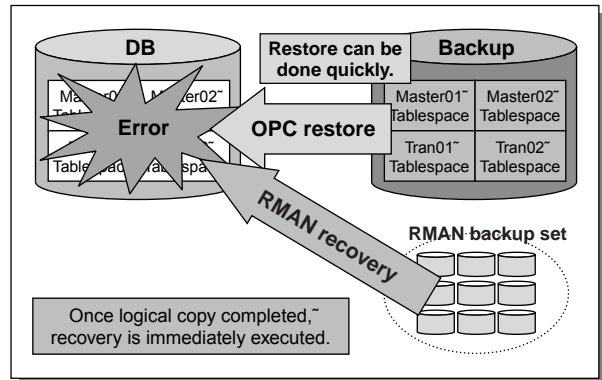 DB
Restore can be
done quickly.
Backup
Master01~
Tablespace
Master02~
Tablespace
Tran01~
Tablespace
Tran02~
Tablespace
Error
OPC restore
RMAN recovery
RMAN backup set
Once logical copy completed,~
recovery is immediately executed.